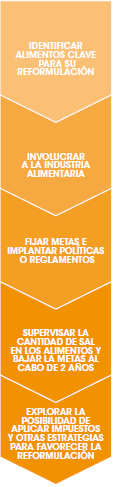 IDENTIFICAR
ALIMENTOS CLAVE
PARA SU
REFORMULACIÓN
INVOLUCRAR
A LA INDUSTRIA
ALIMENTARIA
FIJAR METAS E
IMPLANTAR POLÍTICAS
O REGLAMENTOS
SUPERVISAR LA
CANTIDAD DE SAL
EN LOS ALIMENTOS Y
BAJAR LA METAS AL
CABO DE 2 AÑOS
EXPLORAR LA
POSIBILIDAD DE
APLICAR IMPUESTOS
Y OTRAS ESTRATEGIAS
PARA FAVORECER LA
REFORMULACIÓN